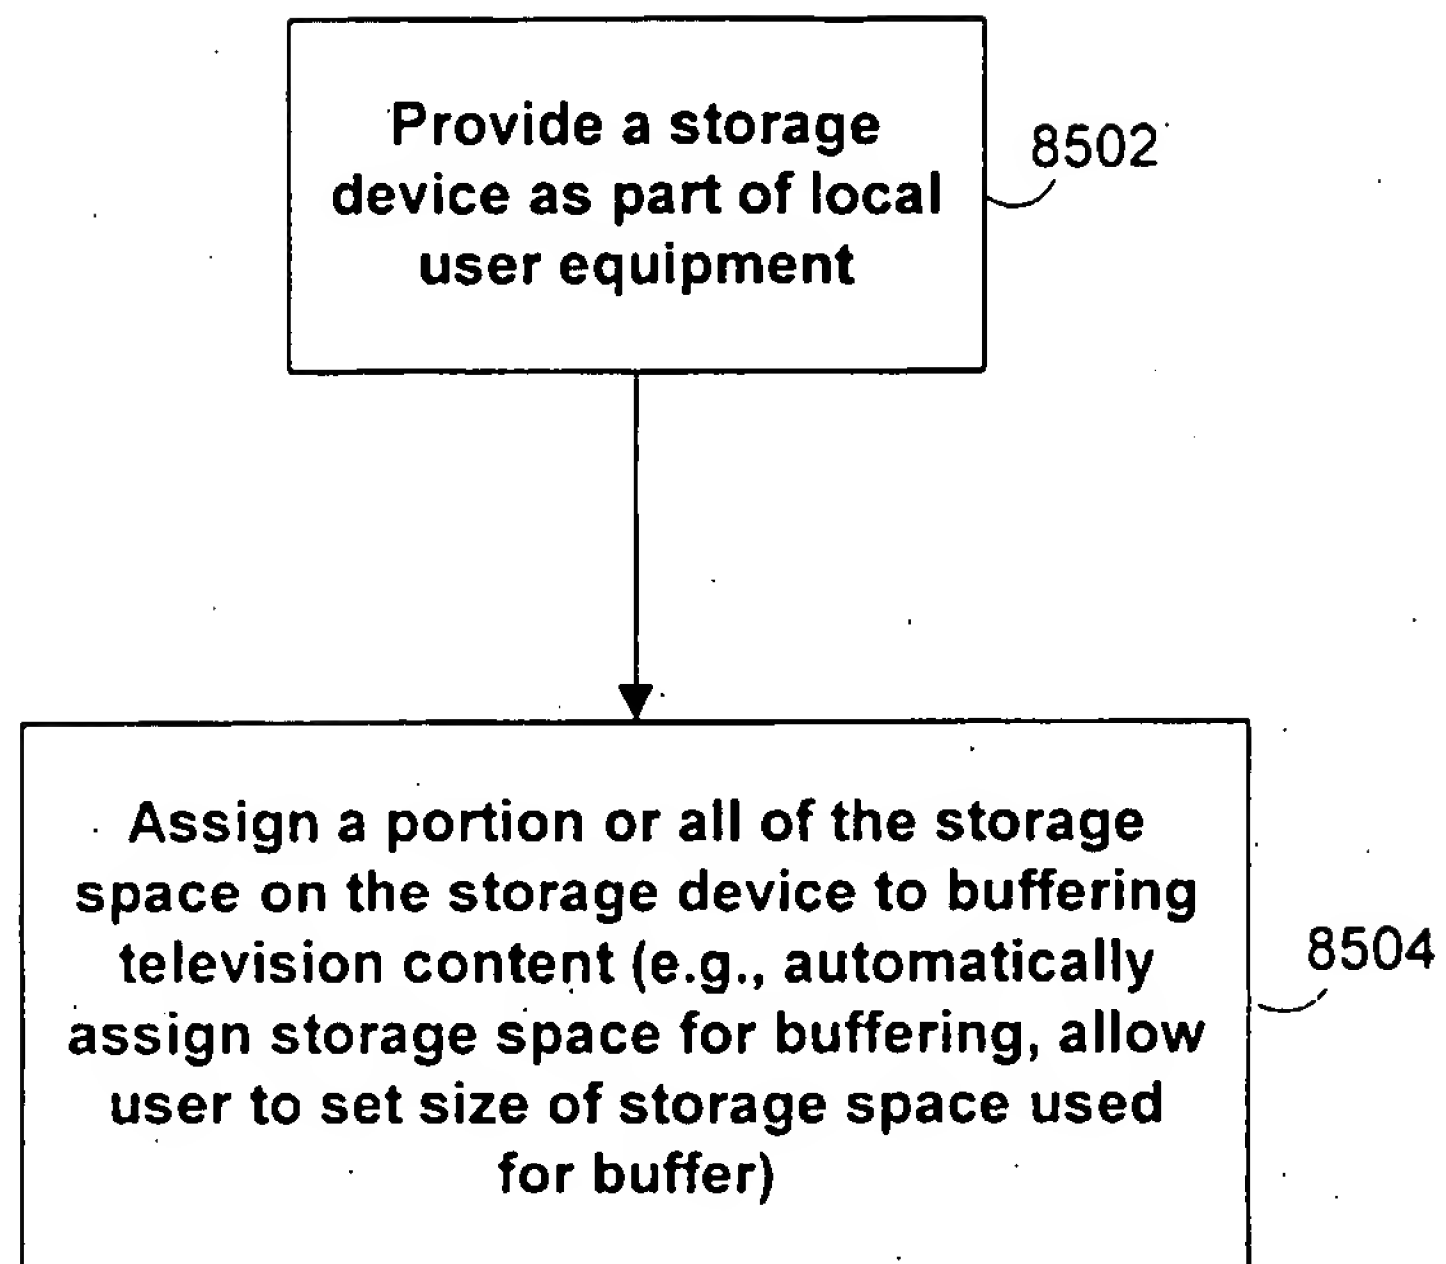 Provide a storage
device as part of local
user equipment
8502
Assign a portion or all of the storage
space on the storage device to buffering
television content (e.g., automatically
assign storage space for buffering, allow
user to set size of storage space used
for buffer)
8504